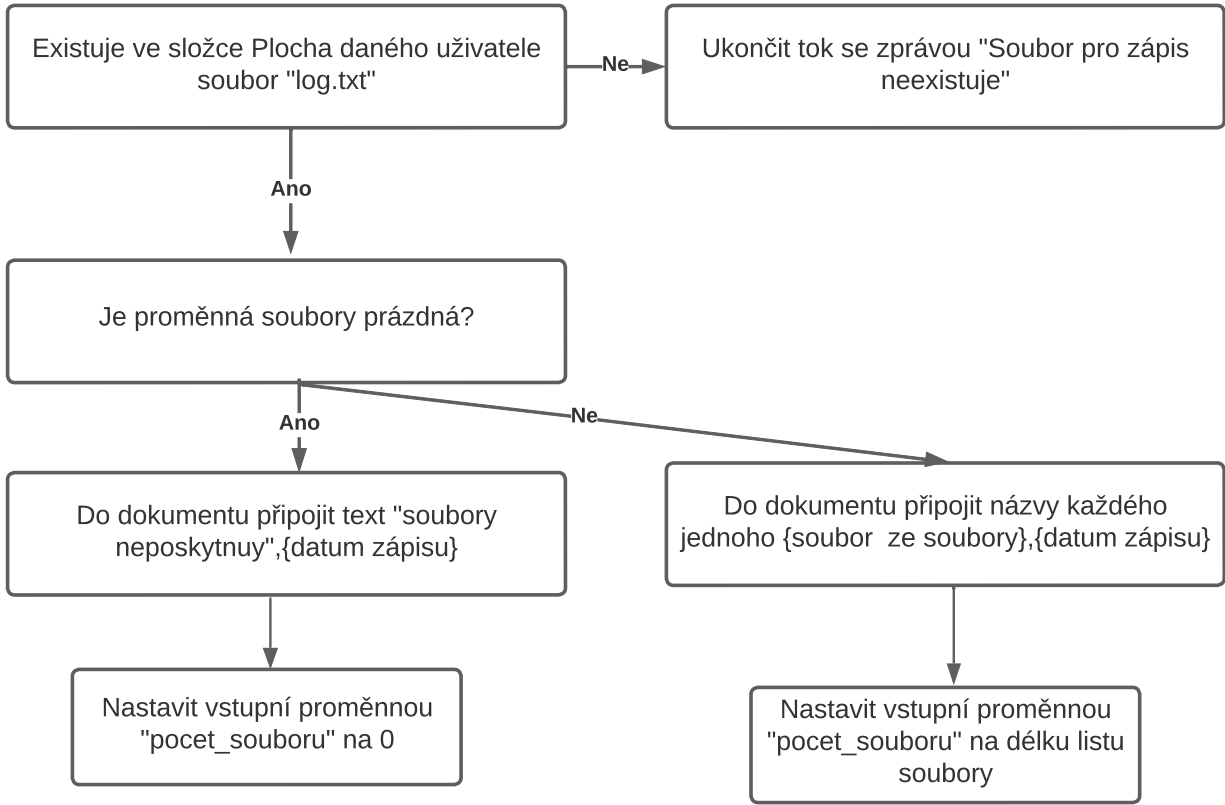 Existuje ve složce Plocha daného uživatele
soubor "log.txt"
Ne
Ukončit tok se zprávou "Soubor pro zápis
neexistuje"
Ano
Je proměnná soubory prázdná?
Ano
Ne
Do dokumentu připojit text "soubory
neposkytnuy",{datum zápisu}
Do dokumentu připojit názvy každého
jednoho {soubor  ze soubory},{datum zápisu}
Nastavit vstupní proměnnou
"pocet_souboru" na 0
Nastavit vstupní proměnnou
"pocet_souboru" na délku listu
soubory